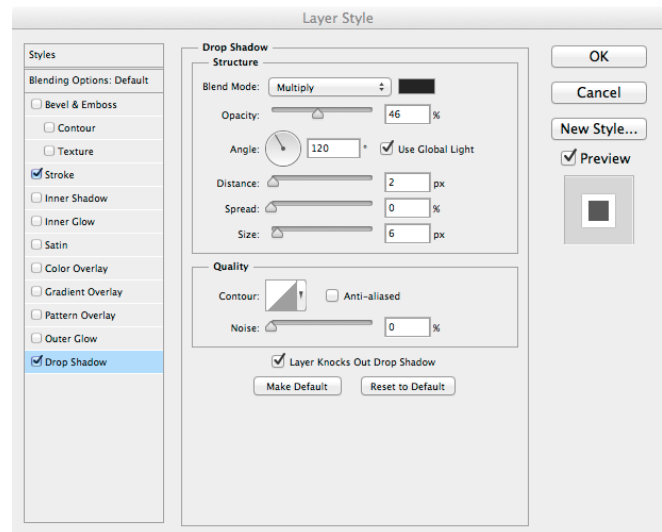 Layer Style
Styles
Blending Options: Default
Bevel & Emboss
Contour
Texture
Stroke
Inner Shadow
Inner Glow
Satin
Color Overlay
Gradient Overlay
Pattern Overlay
Outer Glow
Drop Shadow
Drop Shadow
Structure
Blend Mode: Multiply
Opacity: 46 %
Angle: 120 ° Use Global Light
Distance: 2 px
Spread: 0 %
Size: 6 px
Quality
Contour: Anti-aliased
Noise: 0 %
Layer Knocks Out Drop Shadow
Make Default Reset to Default
OK
Cancel
New Style...
Preview